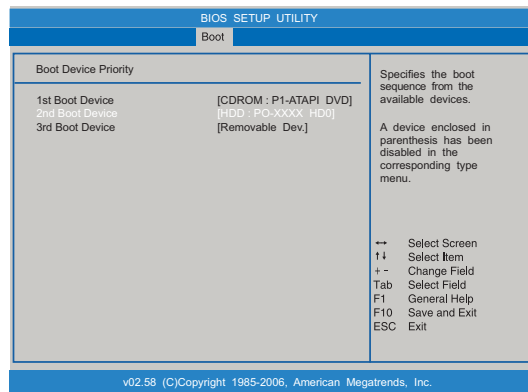 BIOS SETUP UTILITY
Boot
Boot Device Priority
1st Boot Device [CDROM : P1-ATAPI DVD]
2nd Boot Device [HDD : PO-XXXX HD0]
3rd Boot Device [Removable Dev.]
Specifies the boot
sequence from the
available devices.
A device enclosed in
parenthesis has been
disabled in the
corresponding type
menu.
↔ Select Screen
↑↓ Select Item
+ - Change Field
Tab Select Field
F1 General Help
F10 Save and Exit
ESC Exit
v02.58 (C)Copyright 1985-2006, American Megatrends, Inc.